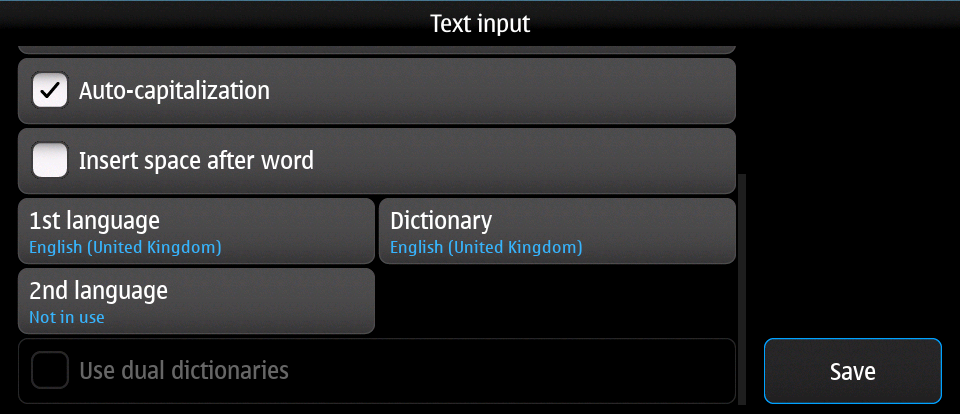 Text input
Auto-capitalization
Insert space after word
1st language
English (United Kingdom)
Dictionary
English (United Kingdom)
2nd language
Not in use
Use dual dictionaries
Save